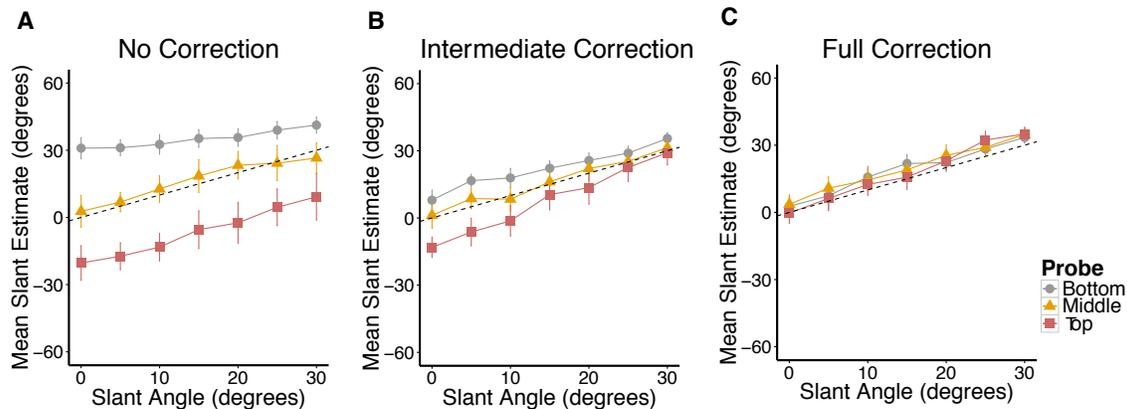 A
No Correction
Mean Slant Estimate (degrees)
60
30
0
−30
−60
0
10
20
30
Slant Angle (degrees)
B
Intermediate Correction
Mean Slant Estimate (degrees)
60
30
0
−30
−60
0
10
20
30
Slant Angle (degrees)
C
Full Correction
Mean Slant Estimate (degrees)
60
30
0
−30
−60
0
10
20
30
Slant Angle (degrees)
Probe
Bottom
Middle
Top